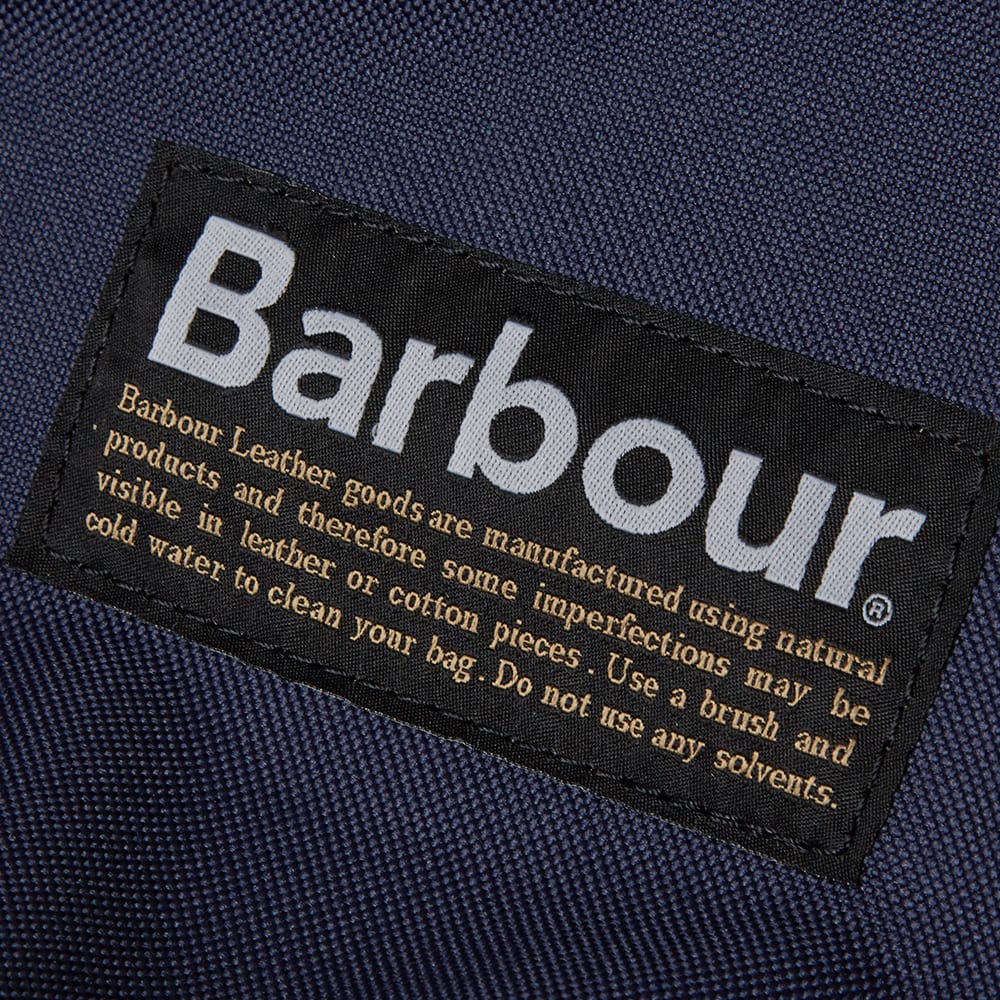 Barbour®
Barbour Leather goods are manufactured using natural
products and therefore some imperfections may be
visible in leather or cotton pieces. Use a brush and
cold water to clean your bag. Do not use any solvents.